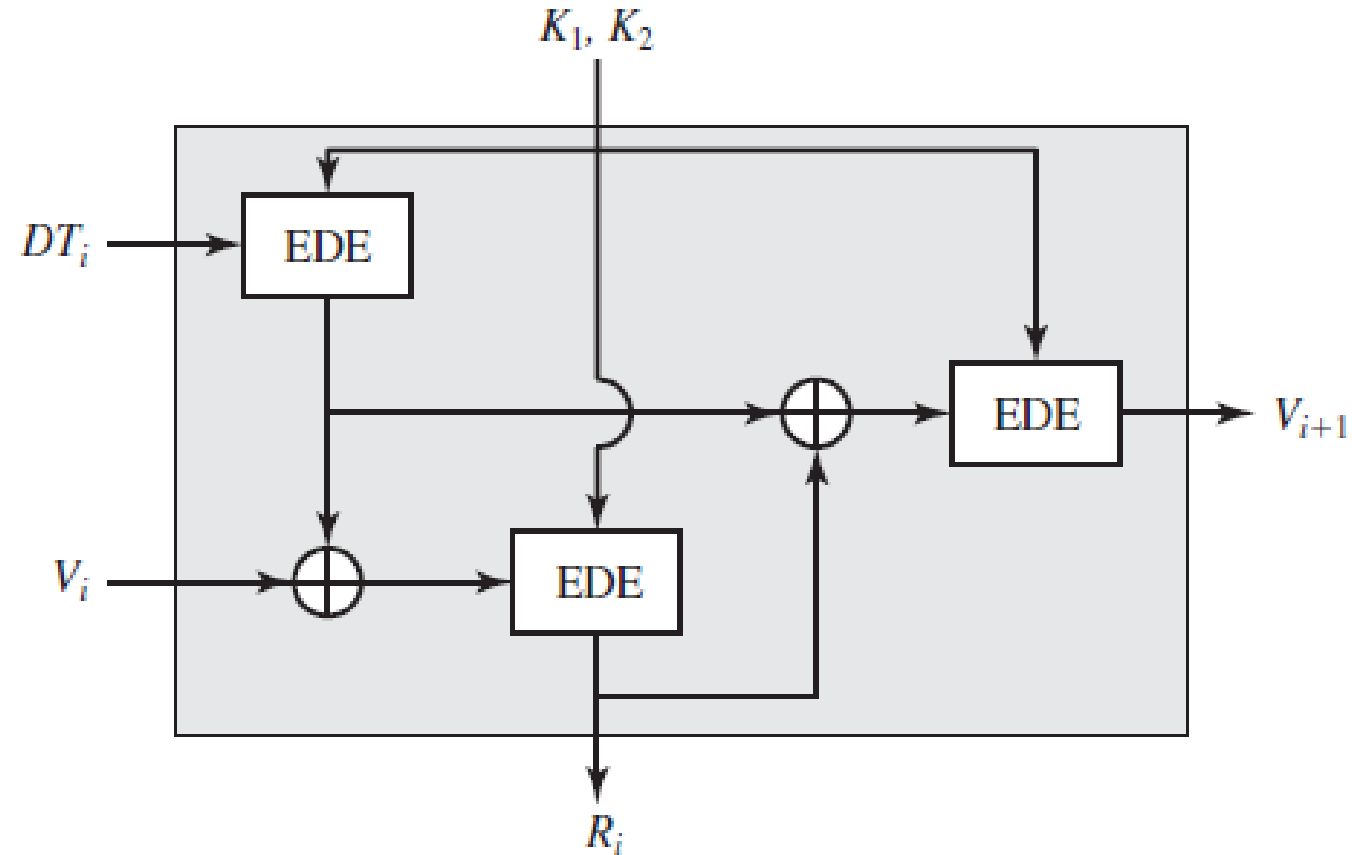 K₁, K₂
EDE
DTᵢ
EDE
Vᵢ₊₁
EDE
Vᵢ
Rᵢ